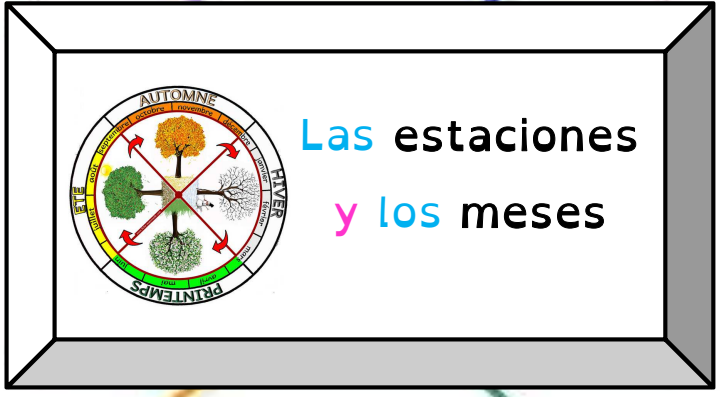 Las estaciones
y los meses
AUTOMNE
septembre octobre novembre décembre
HIVER
janvier février mars
PRINTEMPS
avril mai juin
ÉTÉ
juillet août